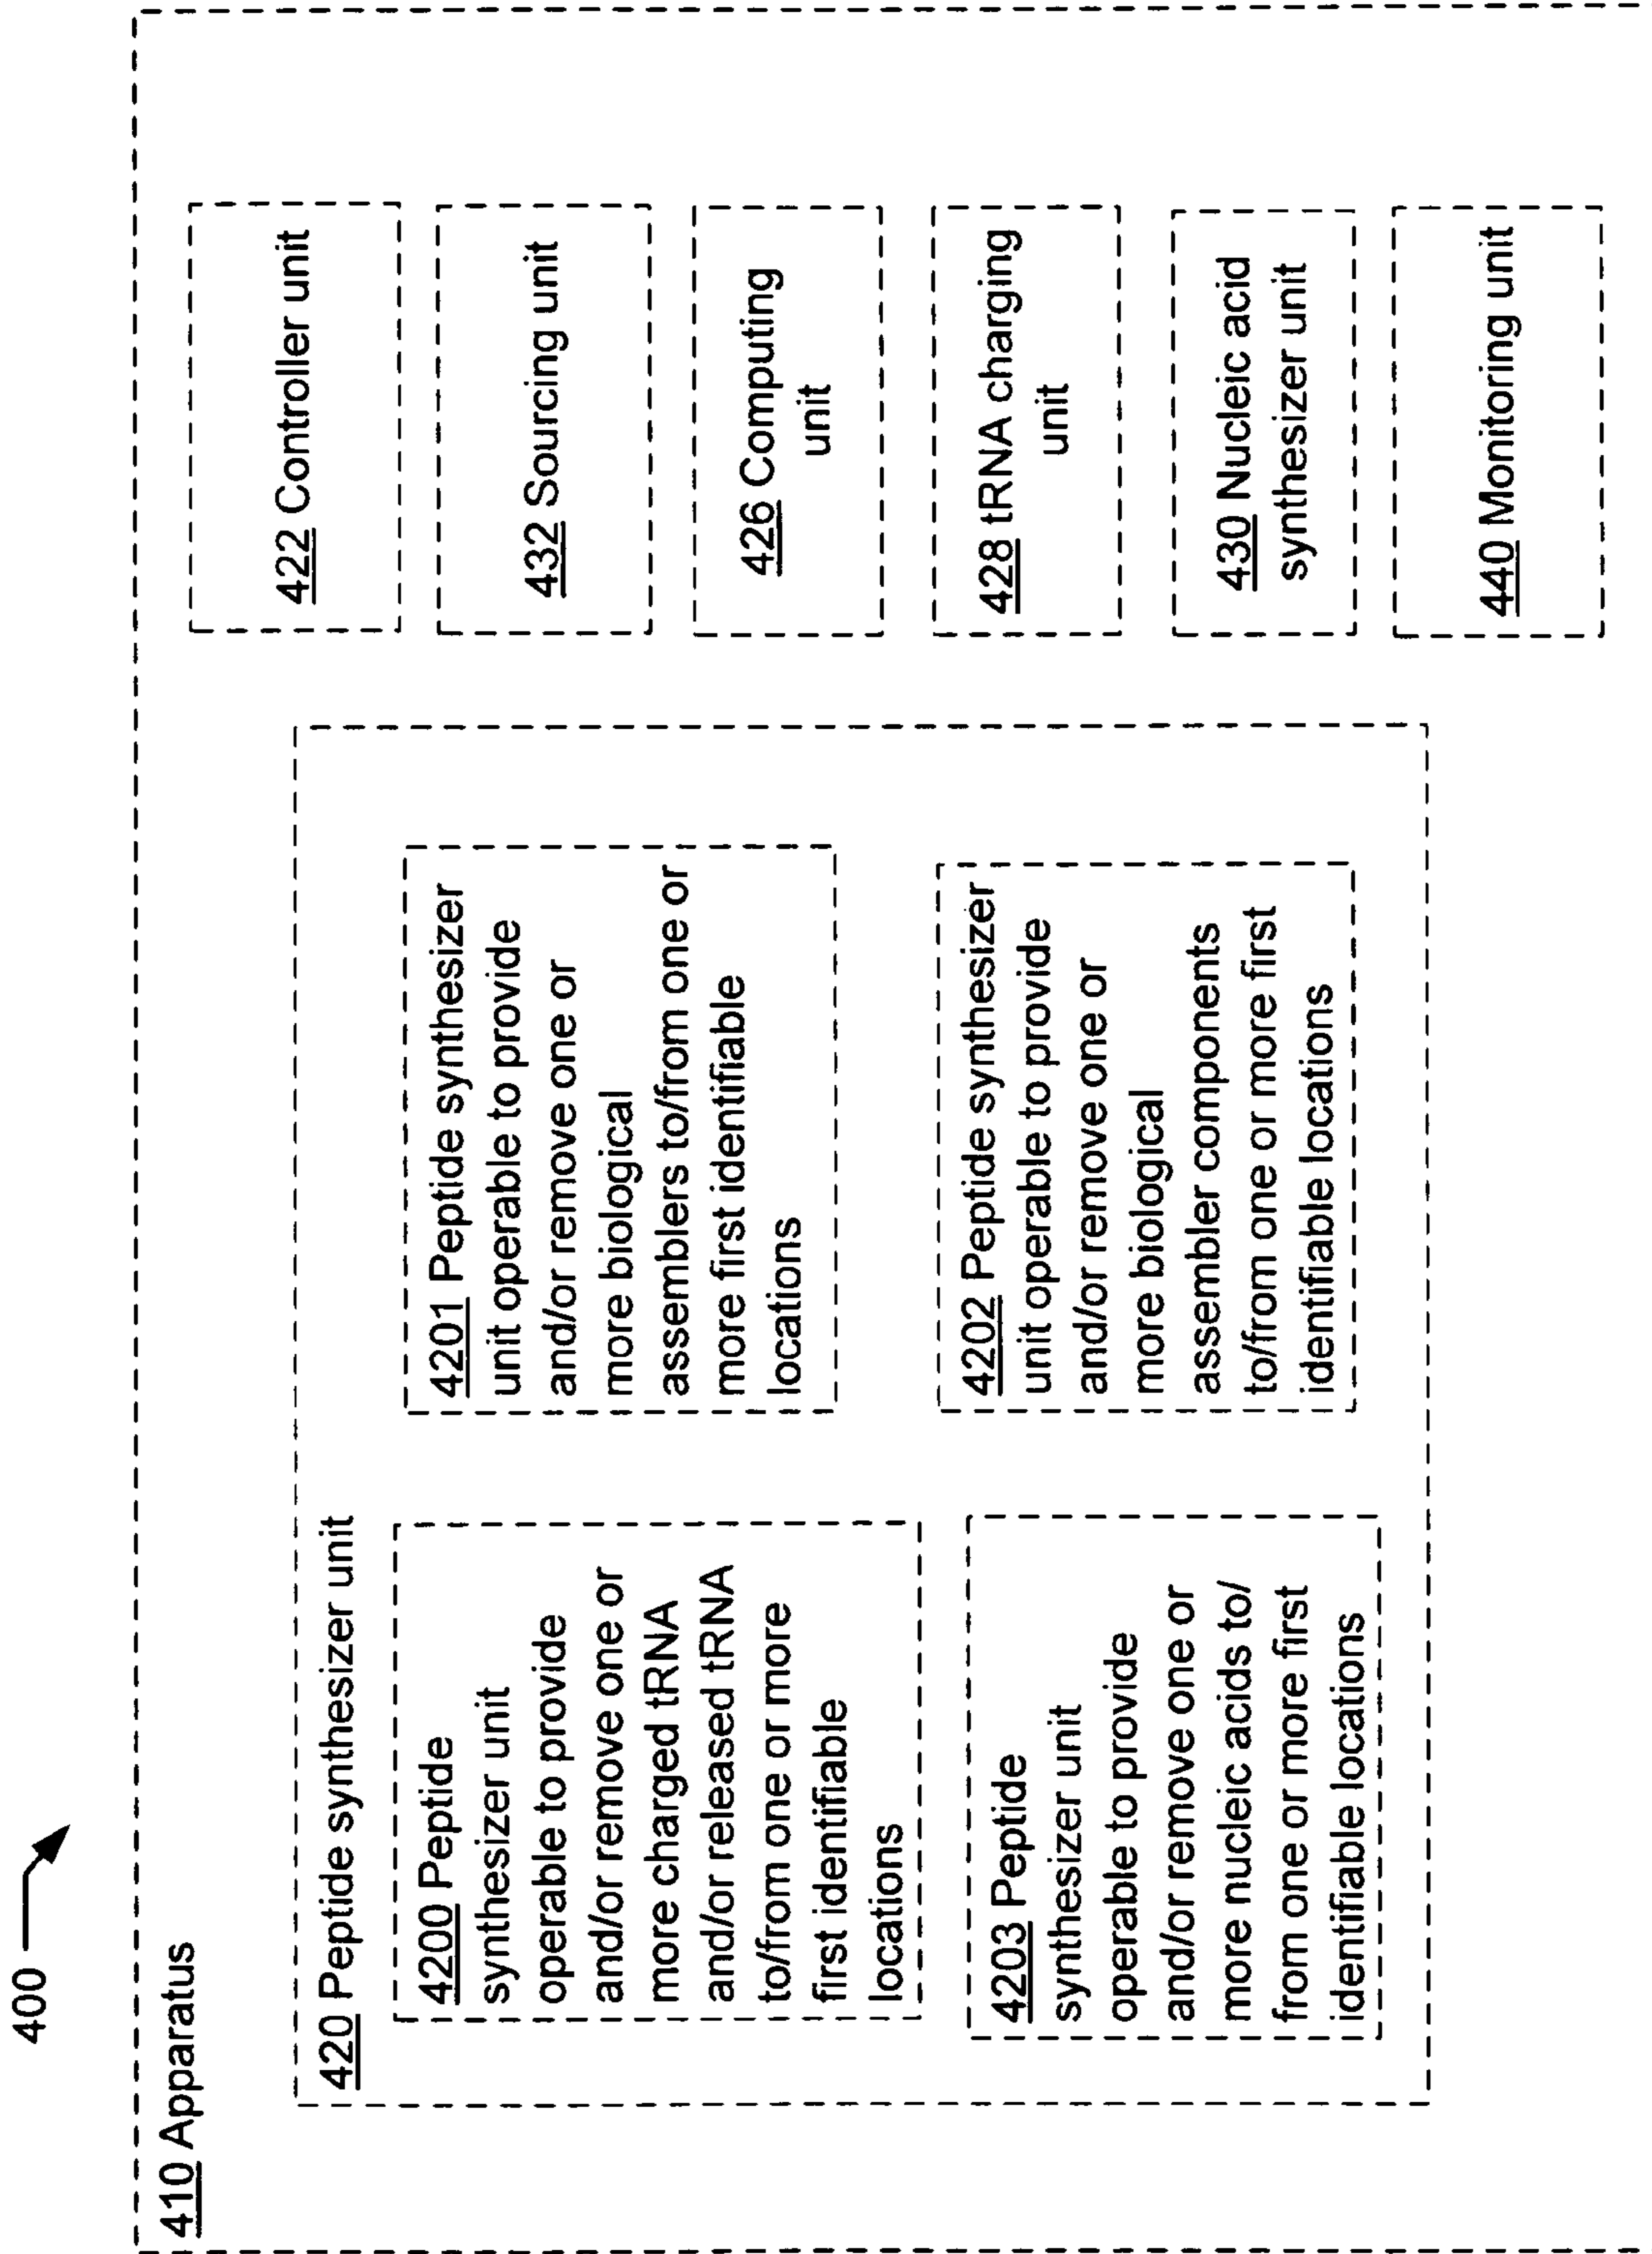 400
410 Apparatus
420 Peptide synthesizer unit
4200 Peptide
synthesizer unit
operable to provide
and/or remove one or
more charged tRNA
and/or released tRNA
to/from one or more
first identifiable
locations
4201 Peptide synthesizer
unit operable to provide
and/or remove one or
more biological
assemblers to/from one or
more first identifiable
locations
4203 Peptide
synthesizer unit
operable to provide
and/or remove one or
more nucleic acids to/
from one or more first
identifiable locations
4202 Peptide synthesizer
unit operable to provide
and/or remove one or
more biological
assembler components
to/from one or more first
identifiable locations
422 Controller unit
432 Sourcing unit
426 Computing
unit
428 tRNA charging
unit
430 Nucleic acid
synthesizer unit
440 Monitoring unit